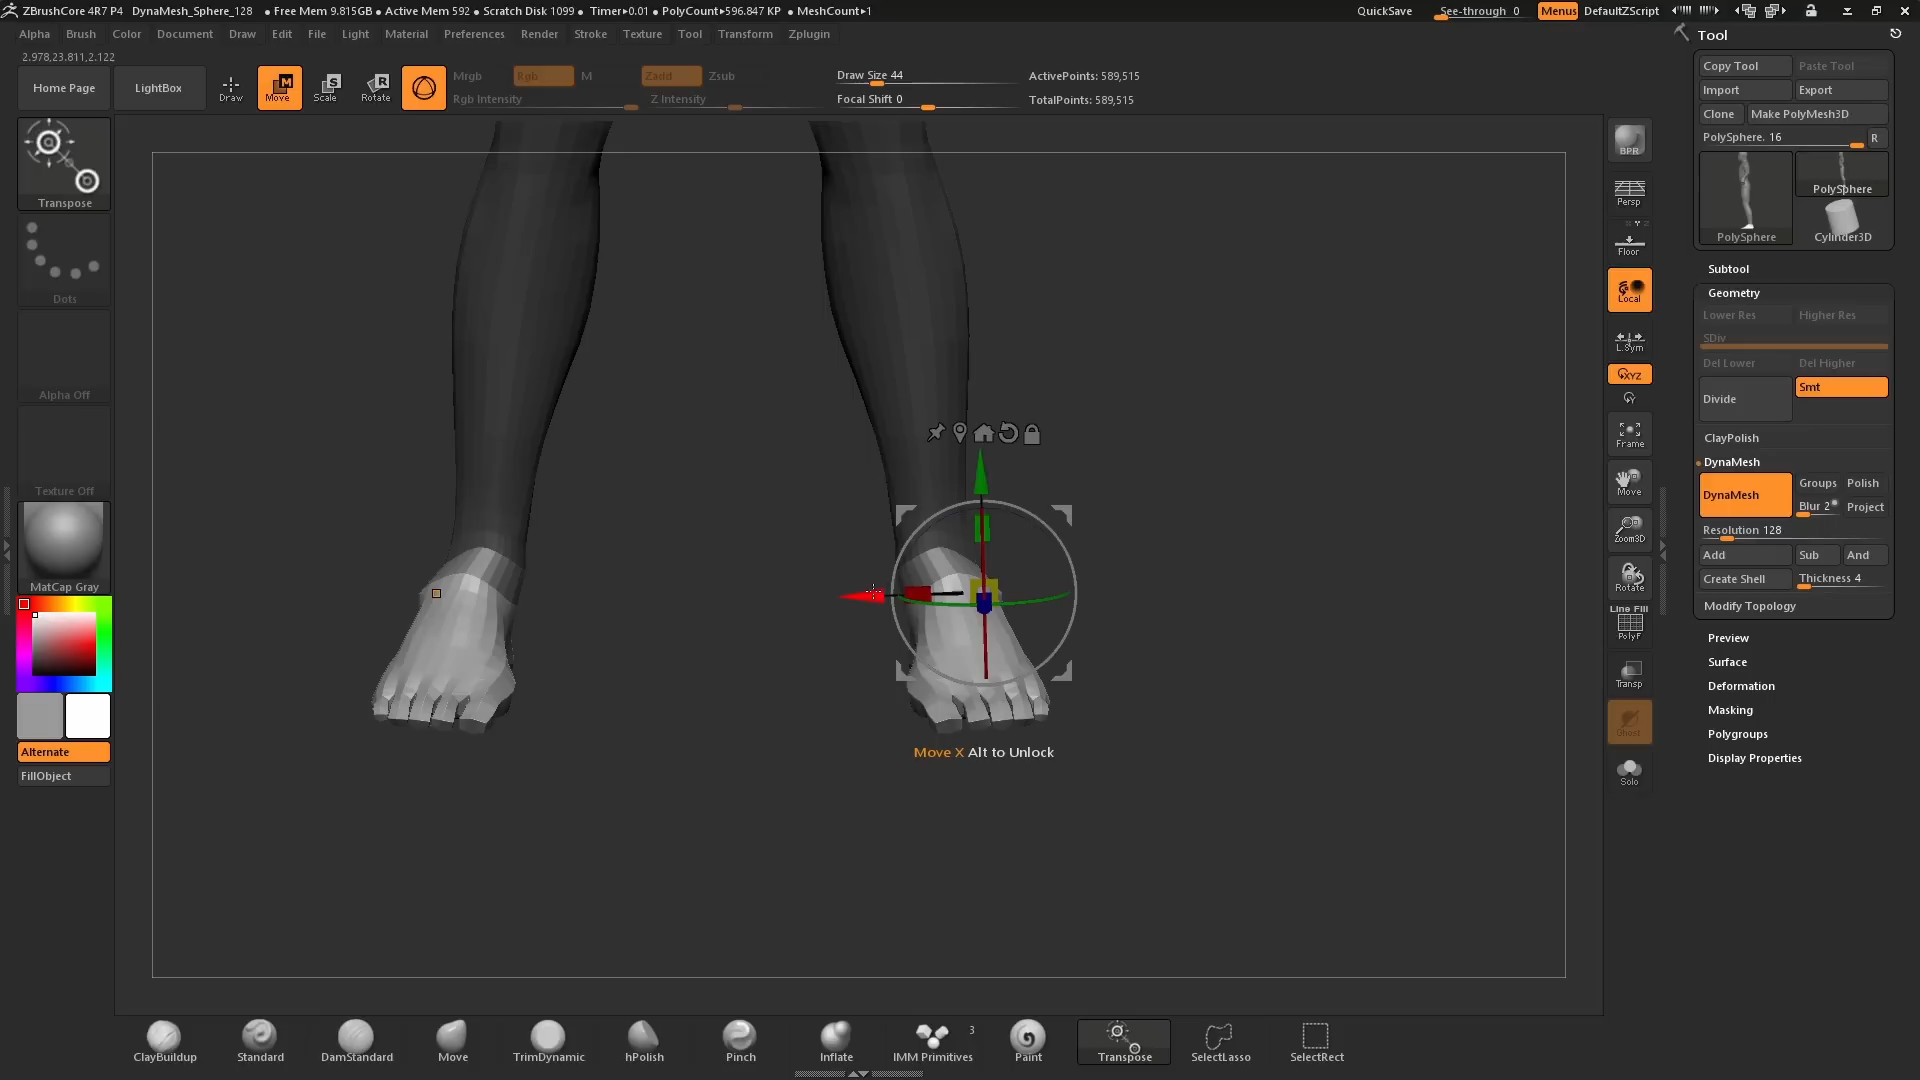 ZBrushCore 4R7 P4 DynaMesh_Sphere_128 • Free Mem 9.815GB • Active Mem 592 • Scratch Disk 1099 • Timer▸0.01 • PolyCount▸596.847 KP • MeshCount▸1 QuickSave See-through 0 Menus DefaultZScript
Alpha Brush Color Document Draw Edit File Light Material Preferences Render Stroke Texture Tool Transform Zplugin
2.978,23.811,2.122
Home Page LightBox Draw Move Scale Rotate
Mrgb Rgb M Zadd Zsub
Rgb Intensity Z Intensity
Draw Size 44 ActivePoints: 589,515
Focal Shift 0 TotalPoints: 589,515
Transpose
Dots
Alpha Off
Texture Off
MatCap Gray
Alternate
FillObject
Move X Alt to Unlock
BPR
Persp
Floor
Local
L.Sym
XYZ
Y
Frame
Move
Zoom3D
Rotate
Line Fill
PolyF
Transp
Ghost
Solo
Tool
Copy Tool Paste Tool
Import Export
Clone Make PolyMesh3D
PolySphere. 16 R
PolySphere
PolySphere Cylinder3D
Subtool
Geometry
Lower Res Higher Res
SDiv
Del Lower Del Higher
Divide Smt
ClayPolish
DynaMesh
DynaMesh Groups Polish
Blur 2 Project
Resolution 128
Add Sub And
Create Shell Thickness 4
Modify Topology
Preview
Surface
Deformation
Masking
Polygroups
Display Properties
ClayBuildup Standard DamStandard Move TrimDynamic hPolish Pinch Inflate IMM Primitives 3 Paint Transpose SelectLasso SelectRect